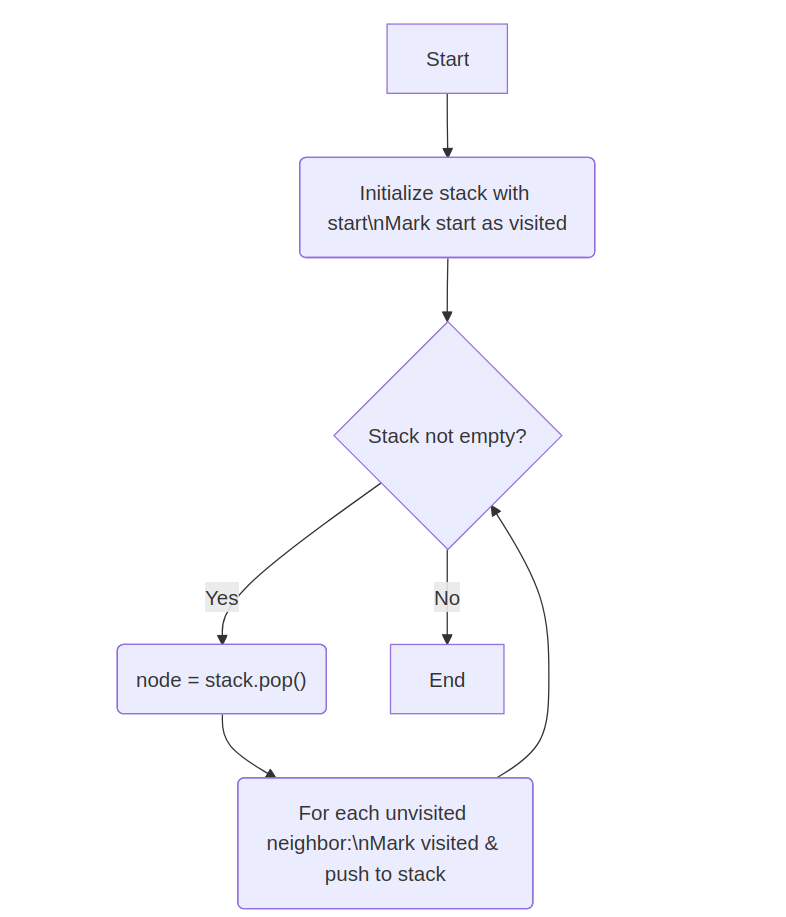 Start
Initialize stack with
start\nMark start as visited
Stack not empty?
Yes
No
node = stack.pop()
End
For each unvisited
neighbor:\nMark visited &
push to stack